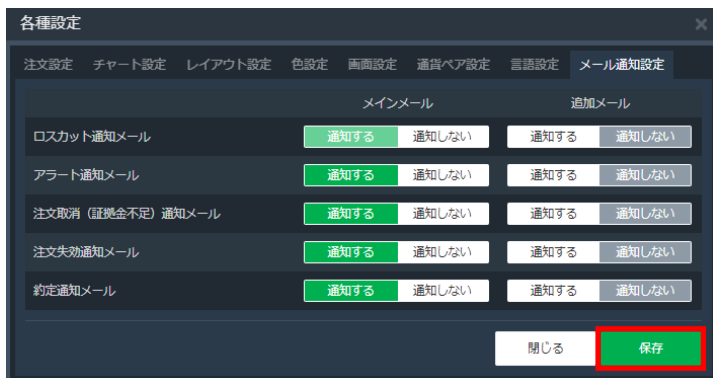 各種設定 ×
注文設定 チャート設定 レイアウト設定 色設定 画面設定 通貨ペア設定 言語設定 メール通知設定
メインメール 追加メール
ロスカット通知メール 通知する 通知しない 通知する 通知しない
アラート通知メール 通知する 通知しない 通知する 通知しない
注文取消（証拠金不足）通知メール 通知する 通知しない 通知する 通知しない
注文失効通知メール 通知する 通知しない 通知する 通知しない
約定通知メール 通知する 通知しない 通知する 通知しない
閉じる 保存